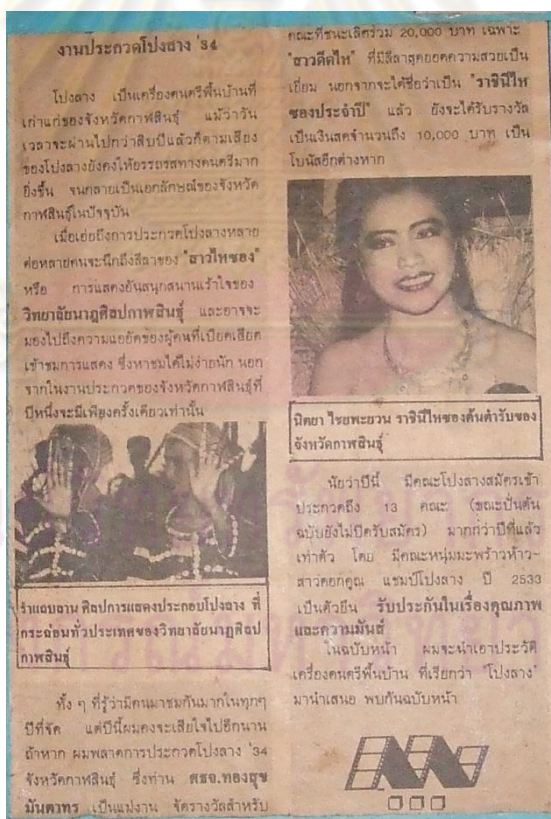 งานประกวดโปงลาง '34
โปงลาง เป็นเครื่องดนตรีพื้นบ้านที่
เก่าแก่ของจังหวัดกาฬสินธุ์ แม้ว่าวัน
เวลาจะผ่านไปกว่าสิบปีแล้วก็ตามเสียง
ของโปงลางยังคงให้อรรถรสทางดนตรีมาก
ยิ่งขึ้น จนกลายเป็นเอกลักษณ์ของจังหวัด
กาฬสินธุ์ในปัจจุบัน
เมื่อเอ่ยถึงการประกวดโปงลางหลาย
ต่อหลายคนจะนึกถึงลีลาของ "สาวไหซอง"
หรือ การแสดงอันสนุกสนานเร้าใจของ
วิทยาลัยนาฎศิลปกาฬสินธุ์ และอาจจะ
มองไปถึงความแออัดของผู้คนที่เบียดเสียด
เข้าชมการแสดง ซึ่งหาชมได้ไม่ง่ายนัก นอก
จากในงานประกวดของจังหวัดกาฬสินธุ์ที่
ปีหนึ่งจะมีเพียงครั้งเดียวเท่านั้น
รำแถบลาน ศิลปการแสดงประกอบโปงลาง ที่
กระฉ่อนทั่วประเทศของวิทยาลัยนาฎศิลป
กาฬสินธุ์
ทั้ง ๆ ที่รู้ว่ามีคนมาชมกันมากในทุกๆ
ปีที่จัด แต่ปีนี้ผมคงจะเสียใจไปอีกนาน
ถ้าหาก ผมพลาดการประกวดโปงลาง '34
จังหวัดกาฬสินธุ์ ซึ่งท่าน ศธจ.ทองสุข
มันตาทร เป็นแม่งาน จัดรางวัลสำหรับ
คณะที่ชนะเลิศร่วม 20,000 บาท เฉพาะ
"สาวดีดไห" ที่มีลีลาสุดยอดความสวยเป็น
เยี่ยม นอกจากจะได้ชื่อว่าเป็น "ราชินีไห
ซองประจำปี" แล้ว ยังจะได้รับรางวัล
เป็นเงินสดจำนวนถึง 10,000 บาท เป็น
โบนัสอีกต่างหาก
นิตยา ไชยพะยวน ราชินีไหซองต้นตำรับของ
จังหวัดกาฬสินธุ์
นัยว่าปีนี้ มีคณะโปงลางสมัครเข้า
ประกวดถึง 13 คณะ (ขณะปั่นต้น
ฉบับยังไม่ปิดรับสมัคร) มากกว่าปีที่แล้ว
เท่าตัว โดย มีคณะหนุ่มมะพร้าวห้าว-
สาวดอกคูณ แชมป์โปงลาง ปี 2533
เป็นตัวยืน รับประกันในเรื่องคุณภาพ
และความมันส์
ในฉบับหน้า ผมจะนำเอาประวัติ
เครื่องดนตรีพื้นบ้าน ที่เรียกว่า "โปงลาง"
มานำเสนอ พบกันฉบับหน้า